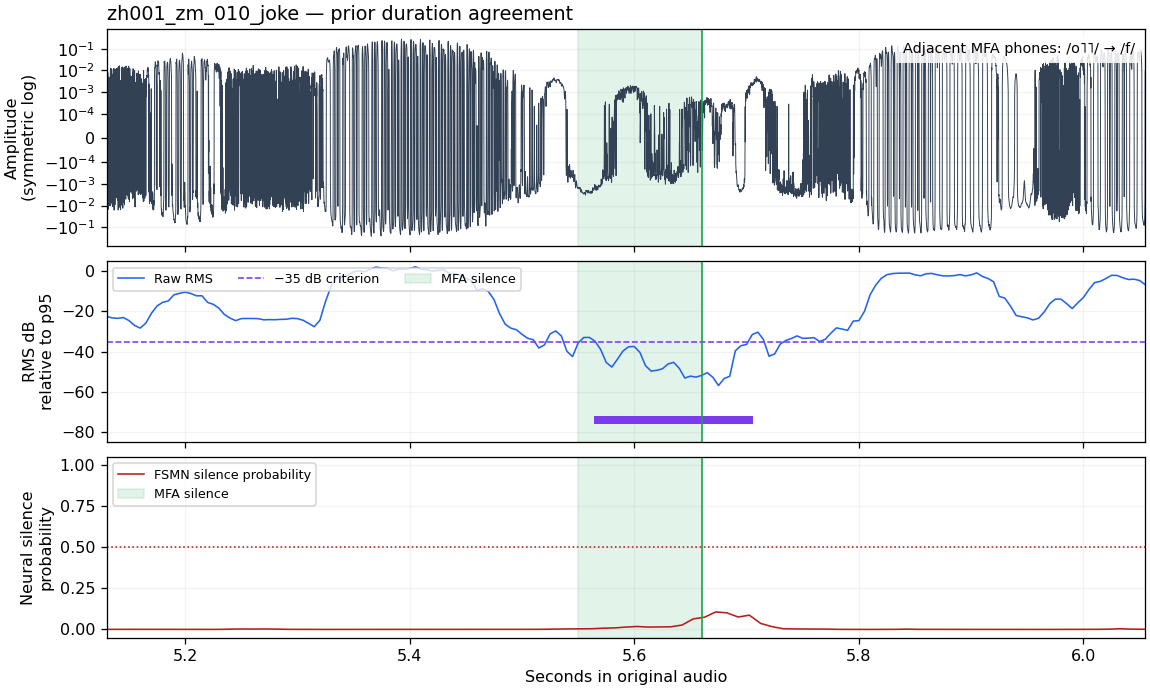 zh001_zm_010_joke — prior duration agreement
Adjacent MFA phones: /o˥˥/ → /f/
Amplitude
(symmetric log)
10⁻¹
10⁻²
10⁻³
10⁻⁴
0
−10⁻⁴
−10⁻³
−10⁻²
−10⁻¹
Raw RMS
−35 dB criterion
MFA silence
RMS dB
relative to p95
0
−20
−40
−60
−80
FSMN silence probability
MFA silence
Neural silence
probability
1.00
0.75
0.50
0.25
0.00
5.2 5.4 5.6 5.8 6.0
Seconds in original audio